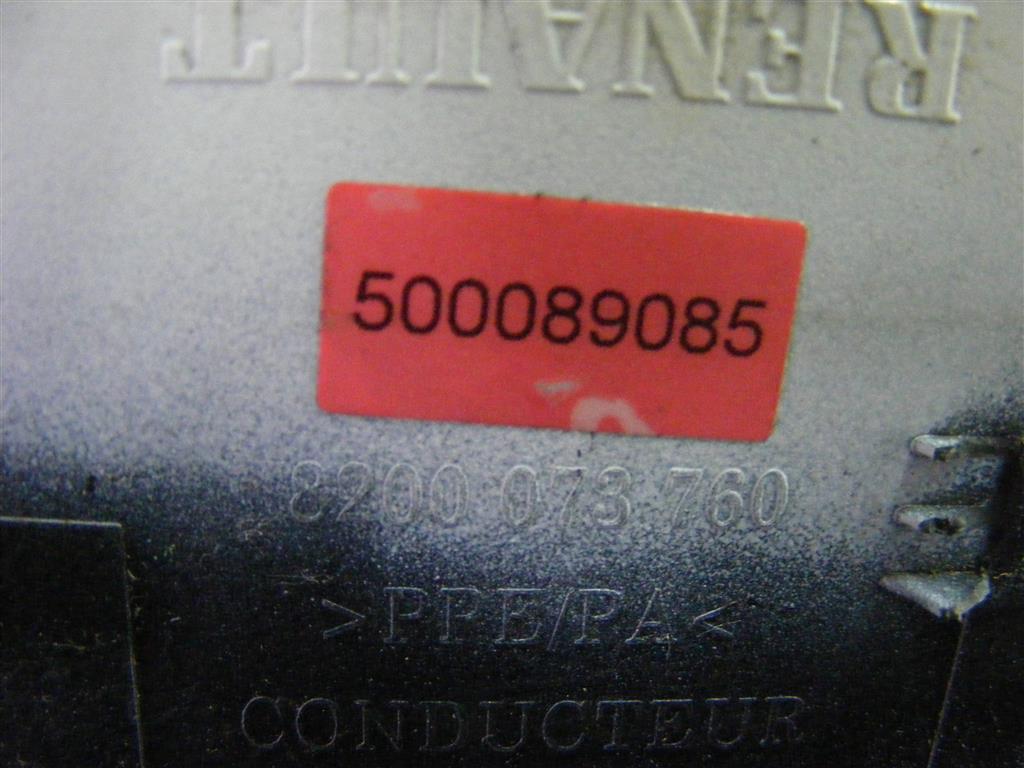 RENAULT
500089085
8200 073 760
>PPE/PA<
CONDUCTEUR